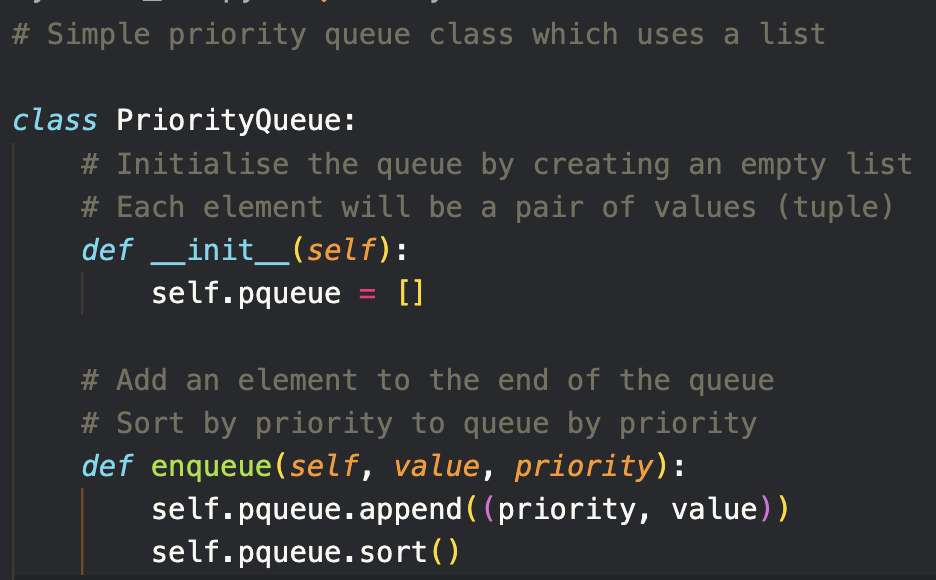 # Simple priority queue class which uses a list
class PriorityQueue:
# Initialise the queue by creating an empty list
# Each element will be a pair of values (tuple)
def __init__(self):
self.pqueue = []
# Add an element to the end of the queue
# Sort by priority to queue by priority
def enqueue(self, value, priority):
self.pqueue.append((priority, value))
self.pqueue.sort()